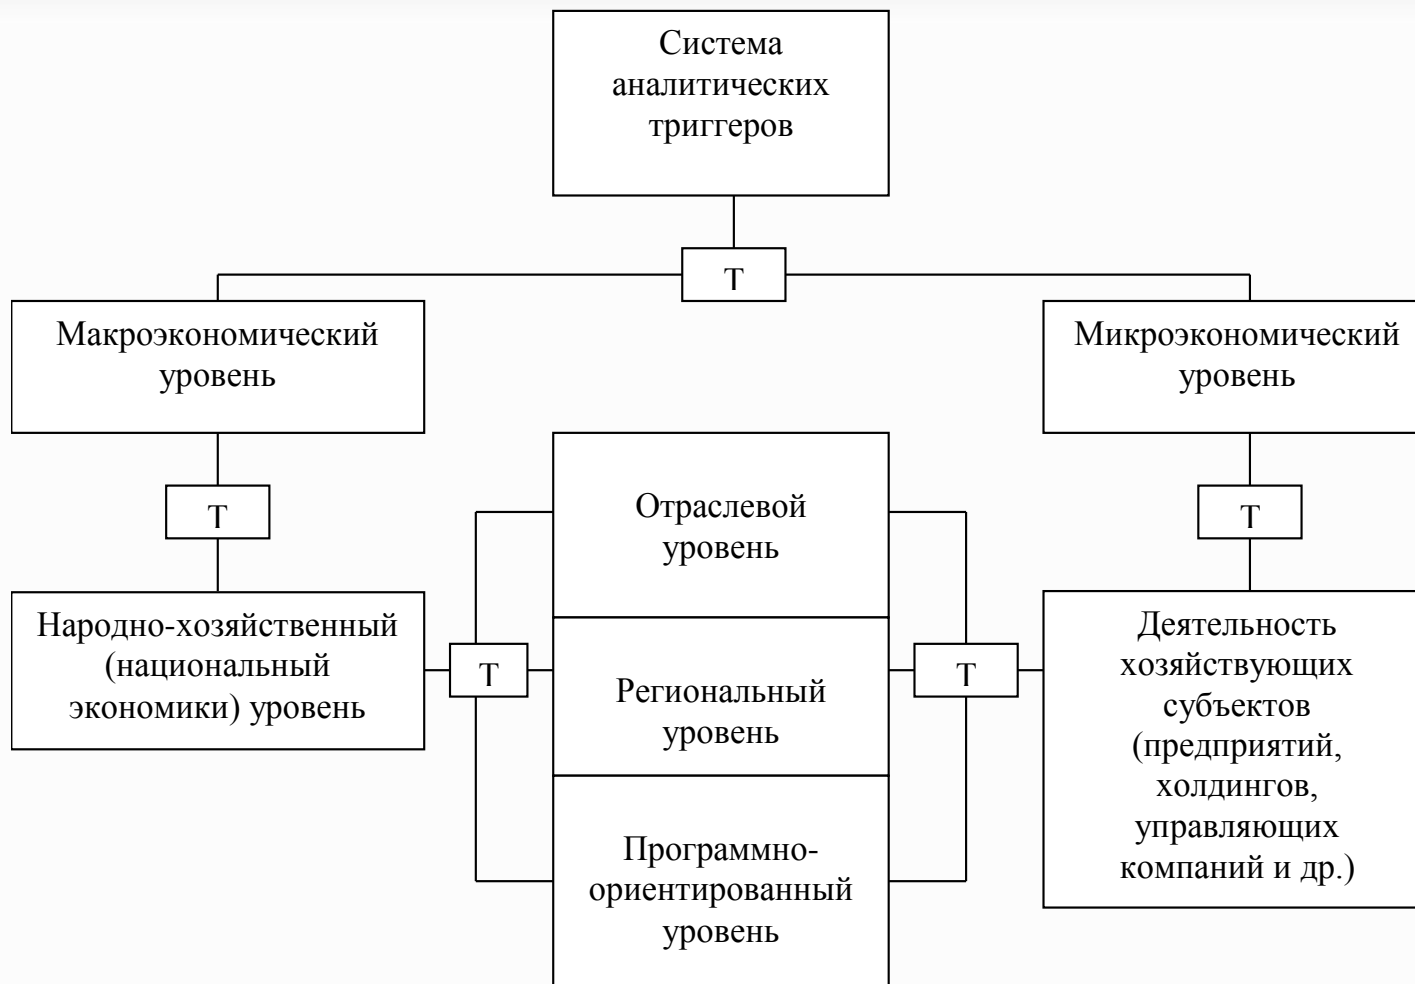 Система
аналитических
триггеров
Т
Макроэкономический
уровень
Микроэкономический
уровень
Т
Т
Отраслевой
уровень
Народно-хозяйственный
(национальный
экономики) уровень
Т
Региональный
уровень
Т
Деятельность
хозяйствующих
субъектов
(предприятий,
холдингов,
управляющих
компаний и др.)
Программно-
ориентированный
уровень